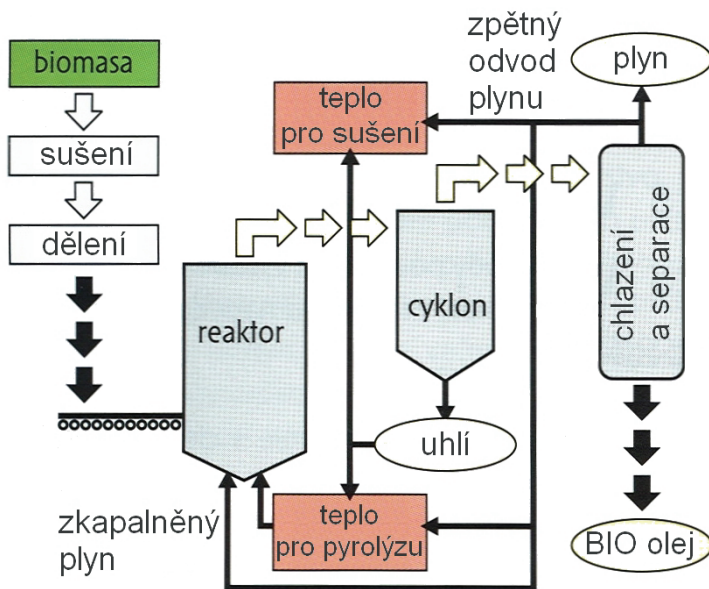 biomasa
sušení
dělení
teplo
pro sušení
zpětný
odvod
plynu
plyn
reaktor
cyklon
chlazení
a separace
uhlí
zkapalněný
plyn
teplo
pro pyrolýzu
BIO olej